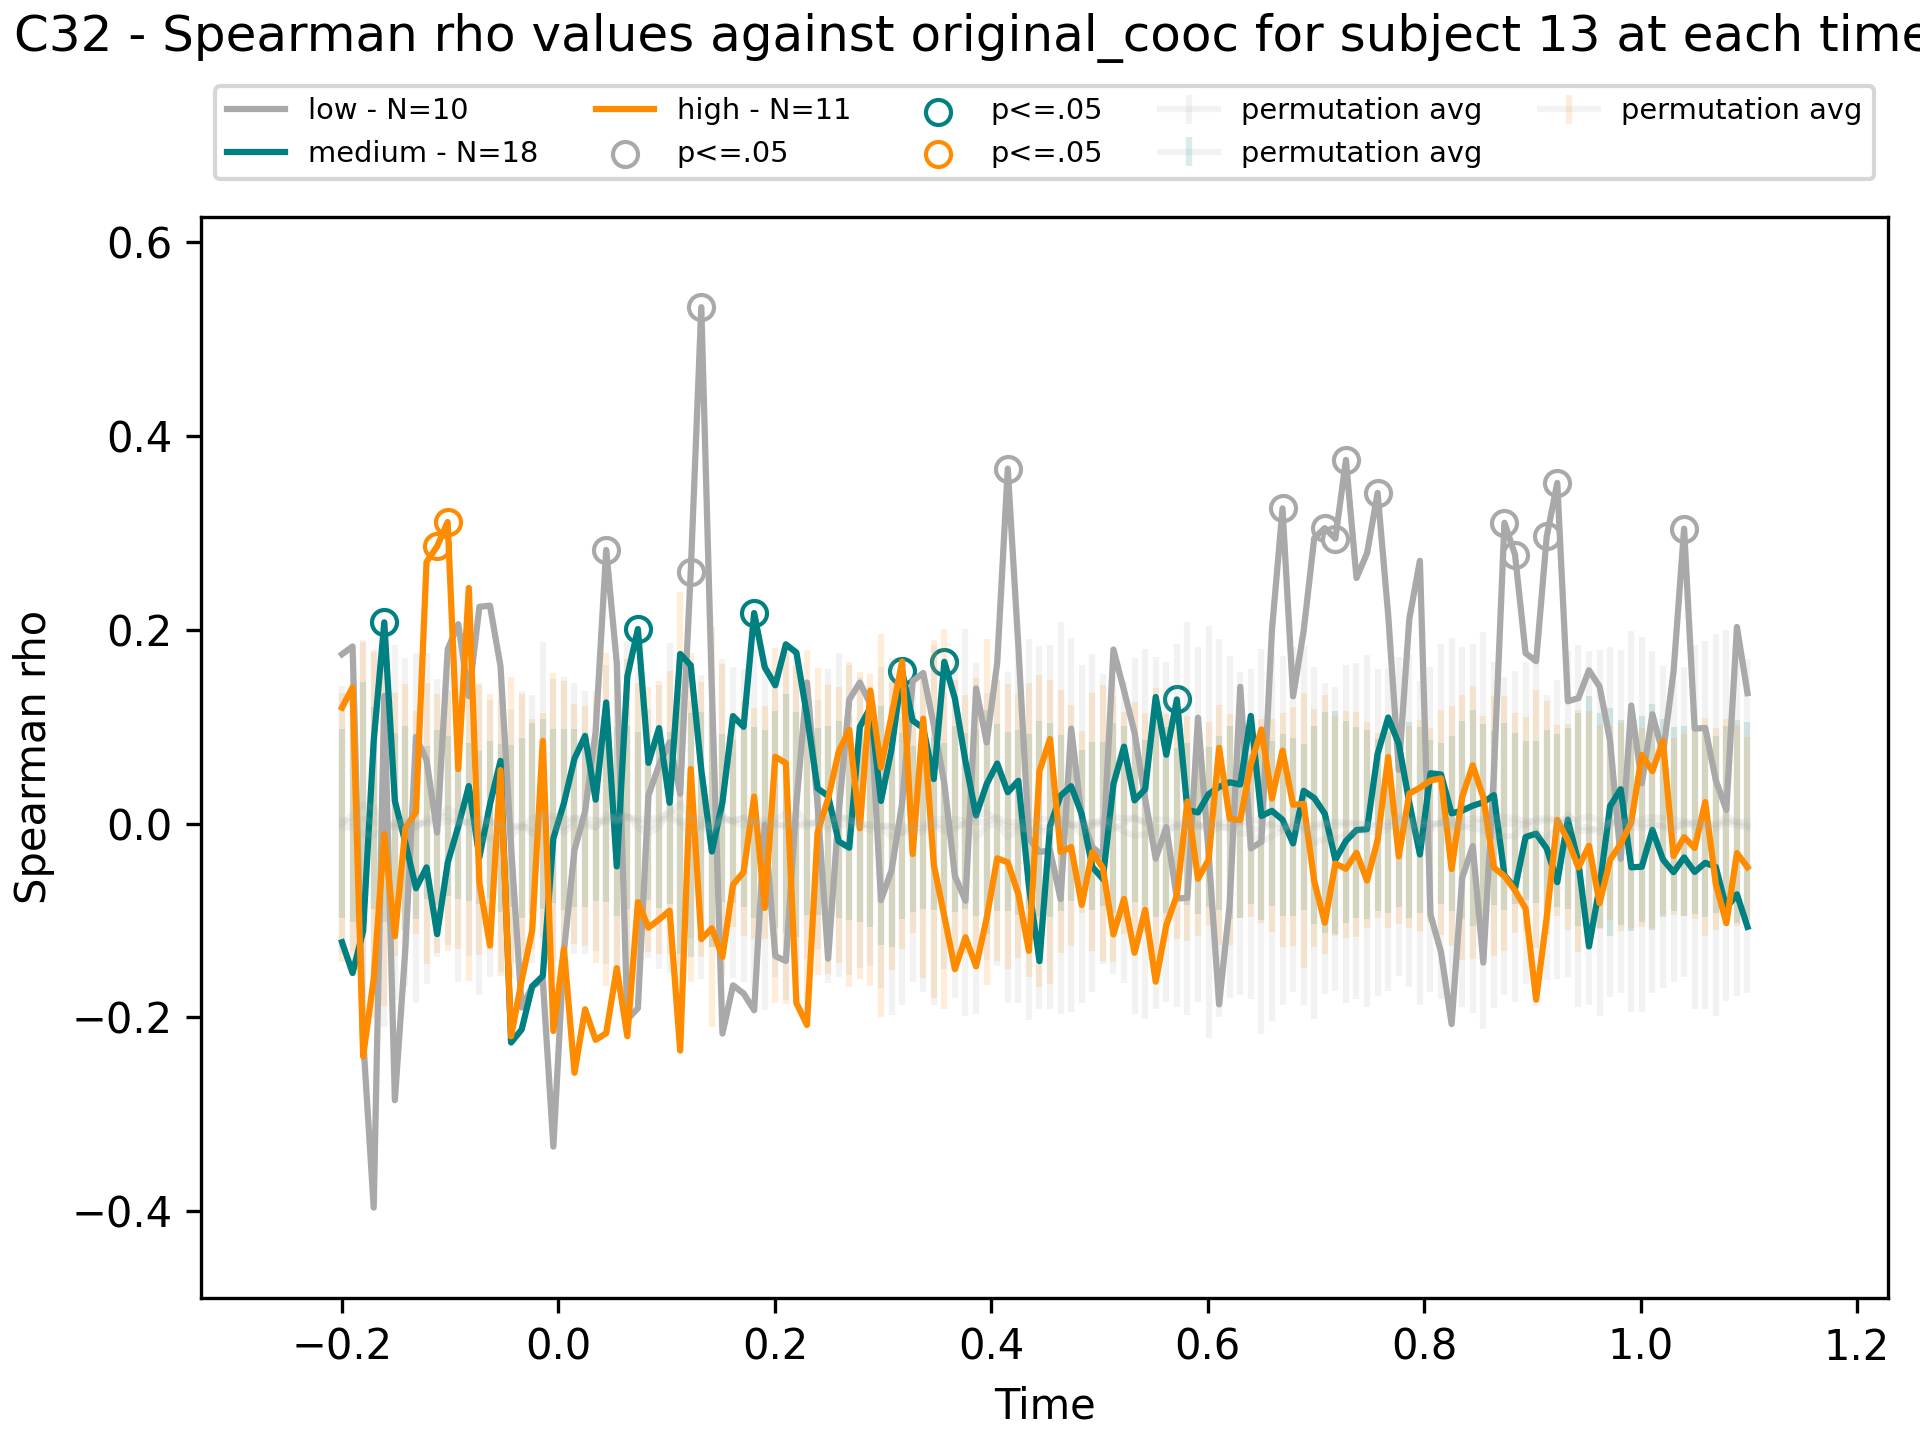 C32 - Spearman rho values against original_cooc for subject 13 at each time
low - N=10
medium - N=18
high - N=11
p<=.05
p<=.05
p<=.05
permutation avg
permutation avg
permutation avg
Spearman rho
0.6
0.4
0.2
0.0
−0.2
−0.4
−0.2 0.0 0.2 0.4 0.6 0.8 1.0 1.2
Time